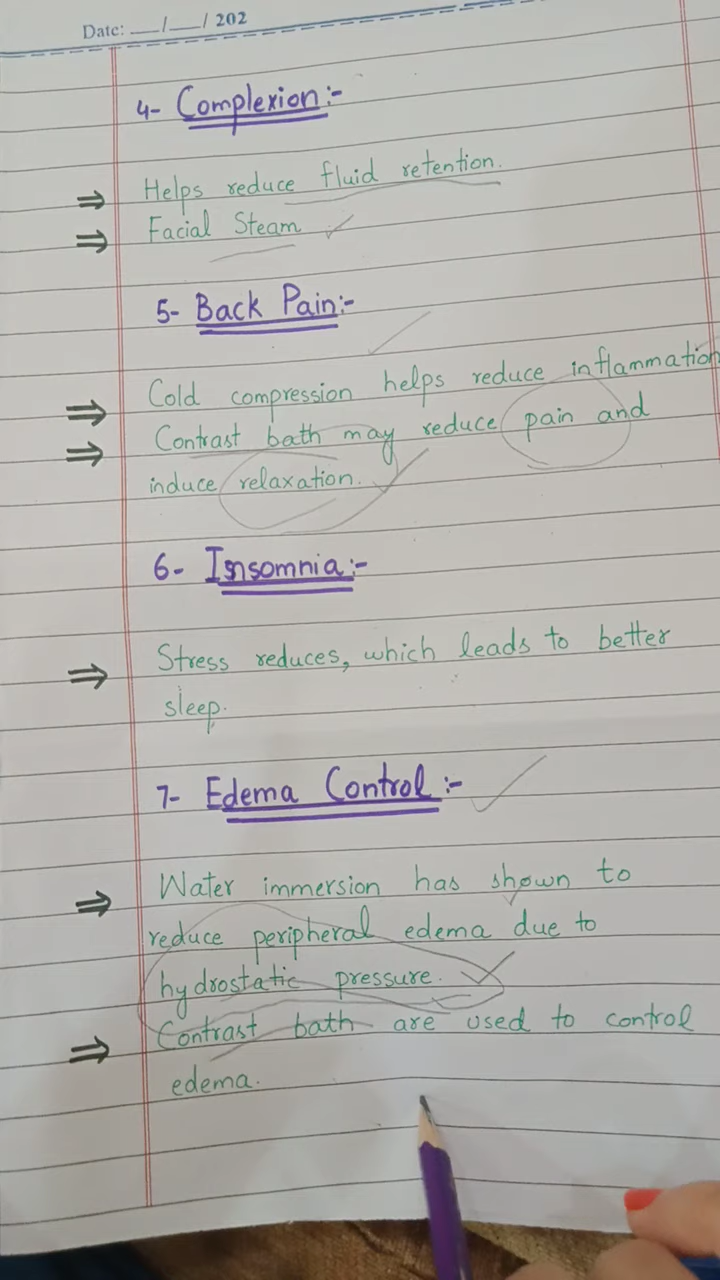 Date: __/__/ 202
4- Complexion:-
⇒ Helps reduce fluid retention.
⇒ Facial Steam
5- Back Pain:-
⇒ Cold compression helps reduce inflammation
⇒ Contrast bath may reduce pain and
induce relaxation.
6- Insomnia:-
⇒ Stress reduces, which leads to better
sleep.
7- Edema Control:-
⇒ Water immersion has shown to
reduce peripheral edema due to
hydrostatic pressure.
⇒ Contrast bath are used to control
edema.